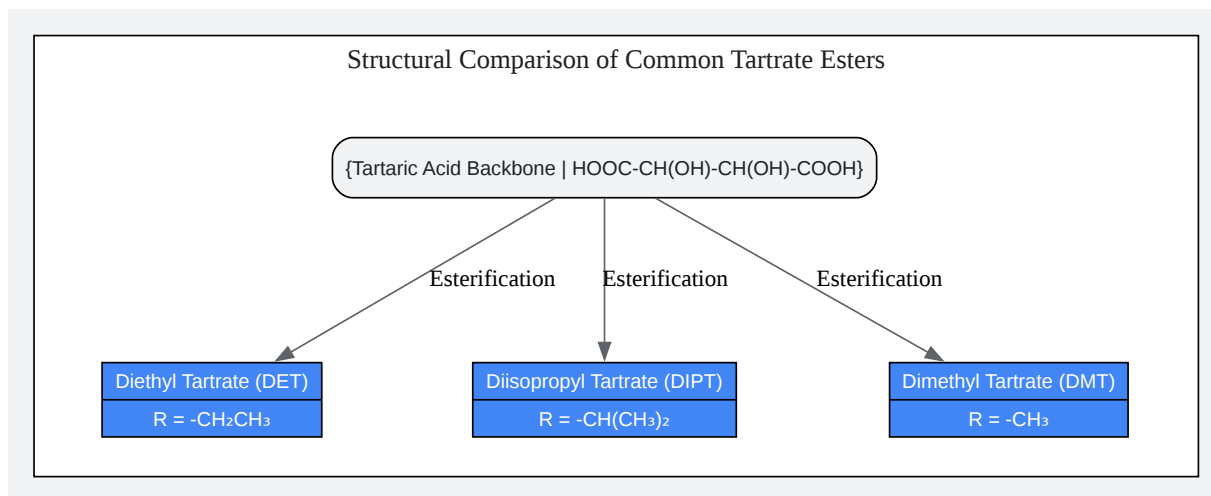 Structural Comparison of Common Tartrate Esters
{Tartaric Acid Backbone | HOOC-CH(OH)-CH(OH)-COOH}
Esterification
Esterification
Esterification
Diethyl Tartrate (DET)
R = -CH₂CH₃
Diisopropyl Tartrate (DIPT)
R = -CH(CH₃)₂
Dimethyl Tartrate (DMT)
R = -CH₃